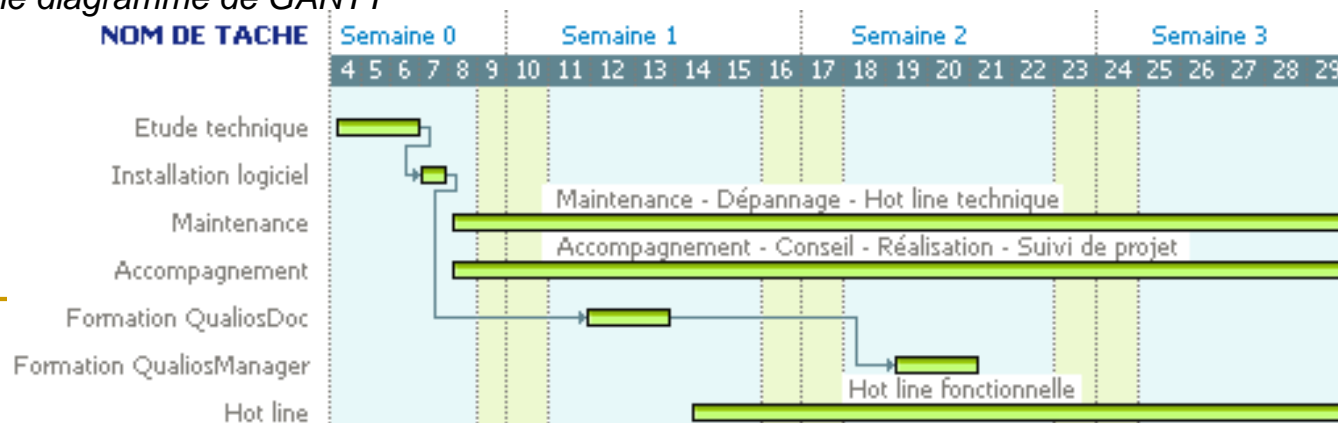 le diagramme de GANTT
NOM DE TACHE Semaine 0 Semaine 1 Semaine 2 Semaine 3
4 5 6 7 8 9 10 11 12 13 14 15 16 17 18 19 20 21 22 23 24 25 26 27 28 29
Etude technique
Installation logiciel
Maintenance - Dépannage - Hot line technique
Maintenance
Accompagnement - Conseil - Réalisation - Suivi de projet
Accompagnement
Formation QualiosDoc
Formation QualiosManager
Hot line fonctionnelle
Hot line